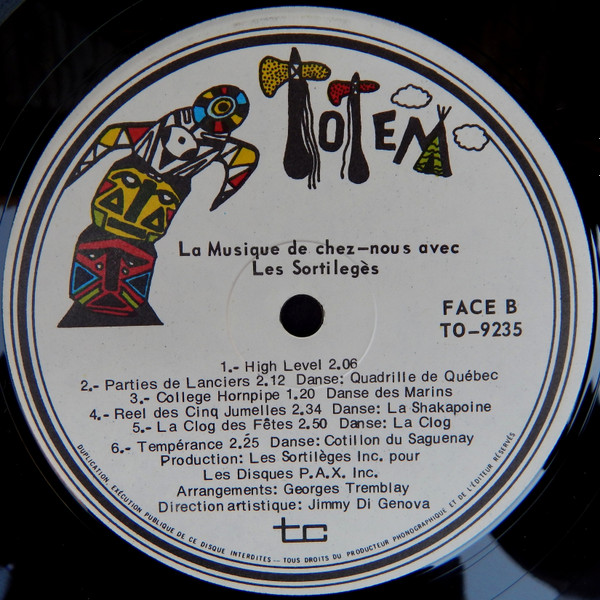 TOTEM
La Musique de chez-nous avec
Les Sortilegès
FACE B
TO-9235
1.- High Level 2.06
2.- Parties de Lanciers 2.12 Danse: Quadrille de Québec
3.- College Hornpipe 1.20 Danse des Marins
4.- Reel des Cinq Jumelles 2.34 Danse: La Shakapoine
5.- La Clog des Fêtes 2.50 Danse: La Clog
6.- Tempérance 2.25 Danse: Cotillon du Saguenay
Production: Les Sortilèges Inc. pour
Les Disques P.A.X. Inc.
Arrangements: Georges Tremblay
Direction artistique: Jimmy Di Genova
tc
DUPLICATION, EXÉCUTION PUBLIQUE DE CE DISQUE INTERDITES — TOUS DROITS DU PRODUCTEUR PHONOGRAPHIQUE ET DE L'ÉDITEUR RÉSERVÉS